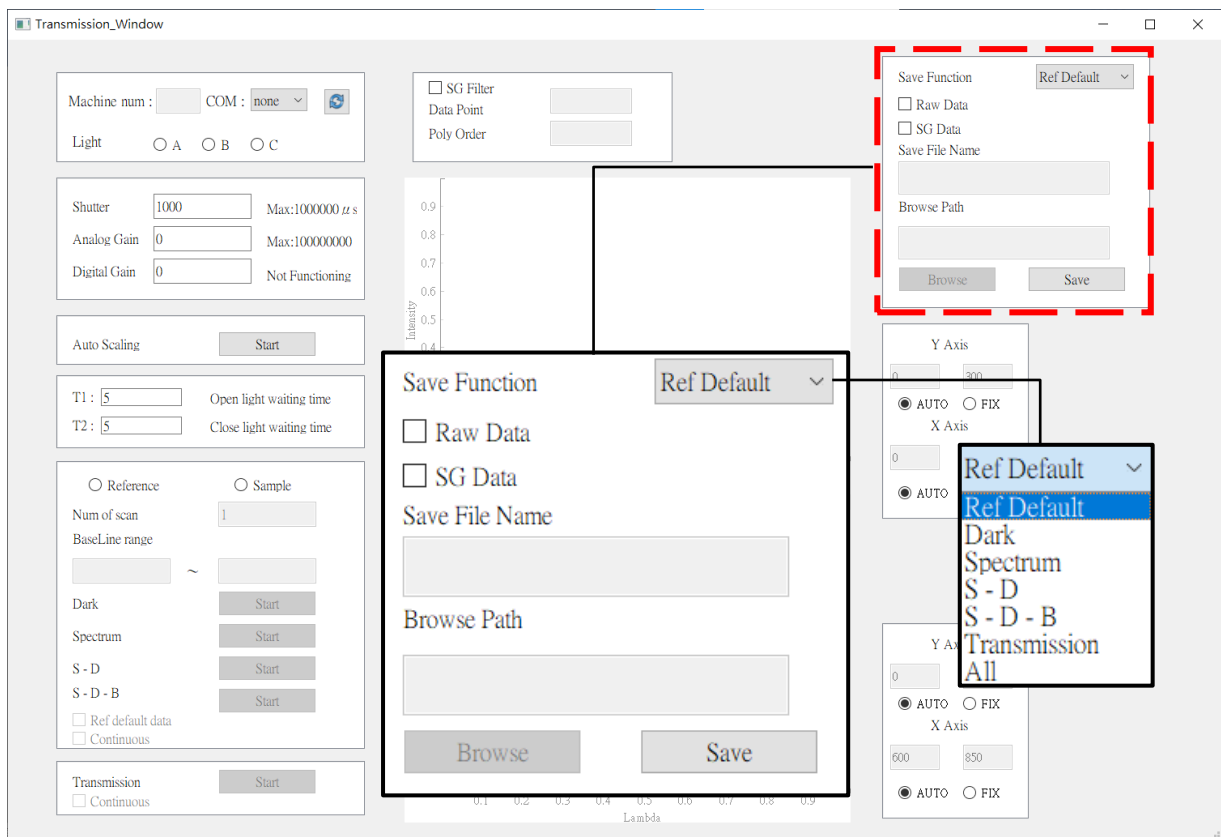 Transmission_Window
Machine num :
COM : none
Light
A
B
C
Shutter
1000
Max:1000000 μ s
Analog Gain
0
Max:100000000
Digital Gain
0
Not Functioning
Auto Scaling
Start
T1 : 5
Open light waiting time
T2 : 5
Close light waiting time
Reference
Sample
Num of scan
1
BaseLine range
~
Dark
Start
Spectrum
Start
S - D
Start
S - D - B
Start
Ref default data
Continuous
Transmission
Start
Continuous
SG Filter
Data Point
Poly Order
0.9
0.8
0.7
0.6
0.5
0.4
Intensity
0.1 0.2 0.3 0.4 0.5 0.6 0.7 0.8 0.9
Lambda
Save Function
Ref Default
Raw Data
SG Data
Save File Name
Browse Path
Browse
Save
Save Function
Ref Default
Raw Data
SG Data
Save File Name
Browse Path
Browse
Save
Y Axis
0
300
AUTO
FIX
X Axis
0
AUTO
Ref Default
Ref Default
Dark
Spectrum
S - D
S - D - B
Transmission
All
0
AUTO
FIX
X Axis
600
850
AUTO
FIX